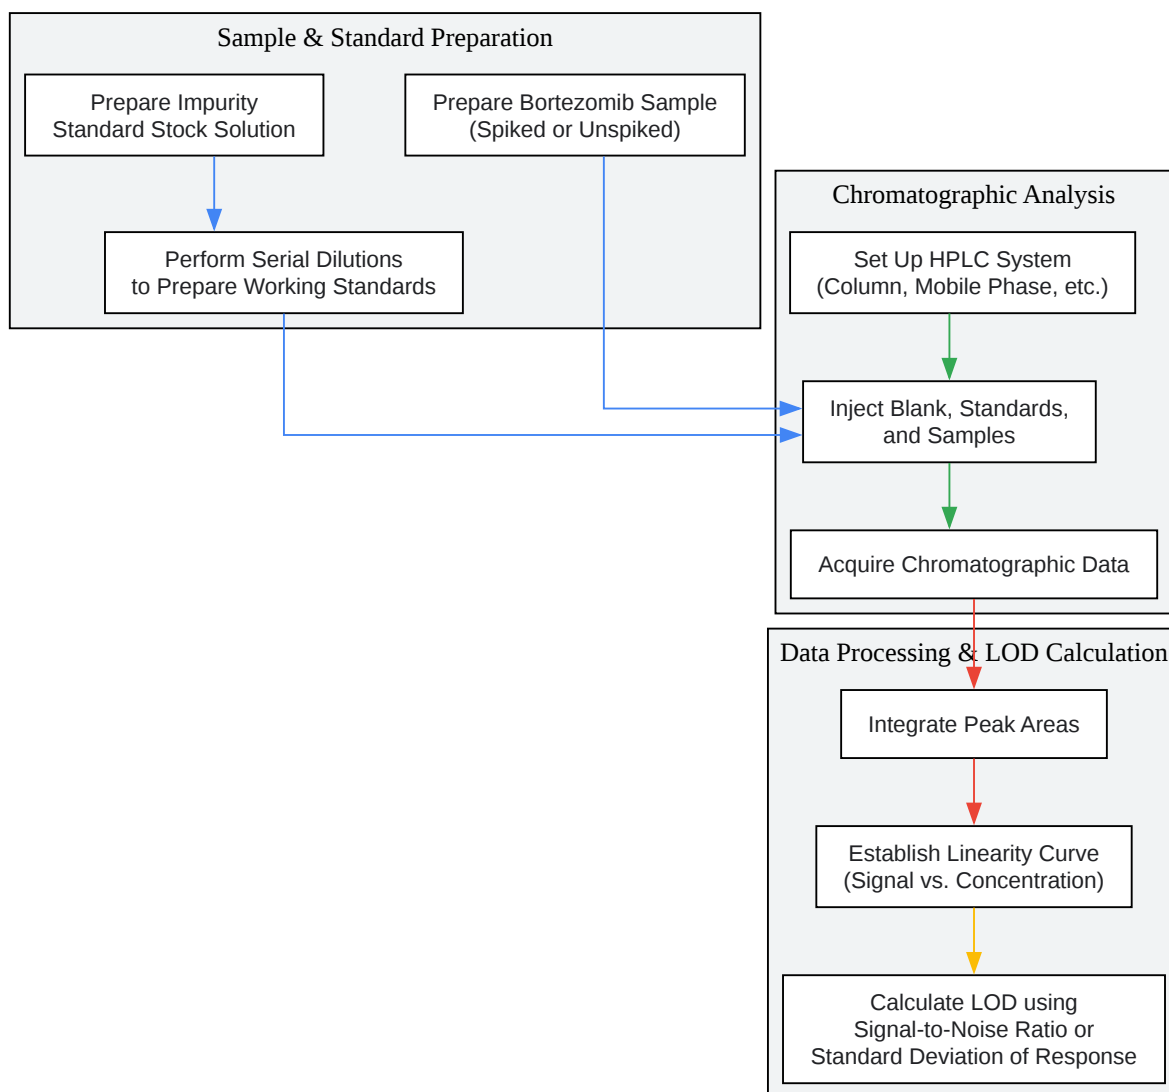 Sample & Standard Preparation
Prepare Impurity
Standard Stock Solution
Prepare Bortezomib Sample
(Spiked or Unspiked)
Perform Serial Dilutions
to Prepare Working Standards
Chromatographic Analysis
Set Up HPLC System
(Column, Mobile Phase, etc.)
Inject Blank, Standards,
and Samples
Acquire Chromatographic Data
Data Processing & LOD Calculation
Integrate Peak Areas
Establish Linearity Curve
(Signal vs. Concentration)
Calculate LOD using
Signal-to-Noise Ratio or
Standard Deviation of Response